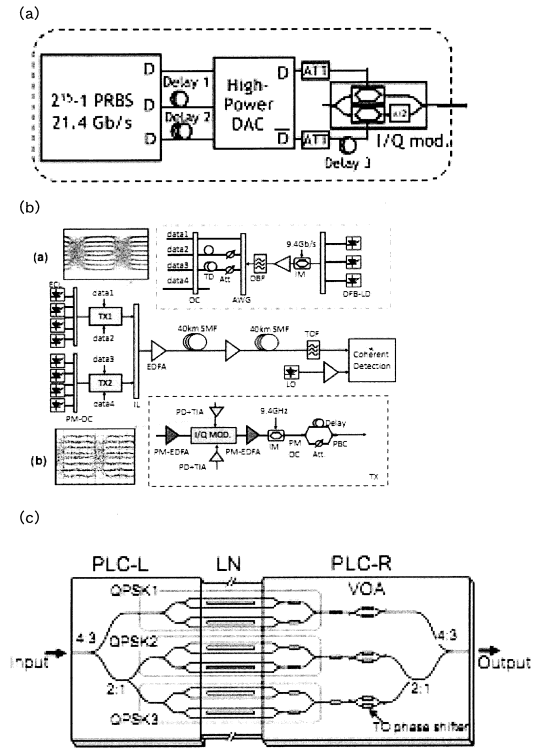 (a)
D
Delay 1
2¹⁵-1 PRBS
21.4 Gb/s
D
Delay 2
D
High-
Power
DAC
D
D̅
ATT
ATT
Delay 3
I/Q mod.
π/2
(b)
(a)
data1
data2
data3
data4
TD
Att
OC
AWG
OBF
9.4Gb/s
IM
DFB-LD
ECL
data1
TX1
data2
data3
TX2
data4
PM-OC
IL
EDFA
40km SMF
40km SMF
TOF
LO
Coherent
Detection
(b)
PD+TIA
I/Q MOD.
PD+TIA
PM-EDFA
PM-EDFA
9.4GHz
IM
PM
OC
Delay
Att
PBC
TX
(c)
PLC-L
LN
PLC-R
QPSK1
VOA
4:3
4:3
Input
QPSK2
Output
2:1
2:1
QPSK3
TO phase shifter